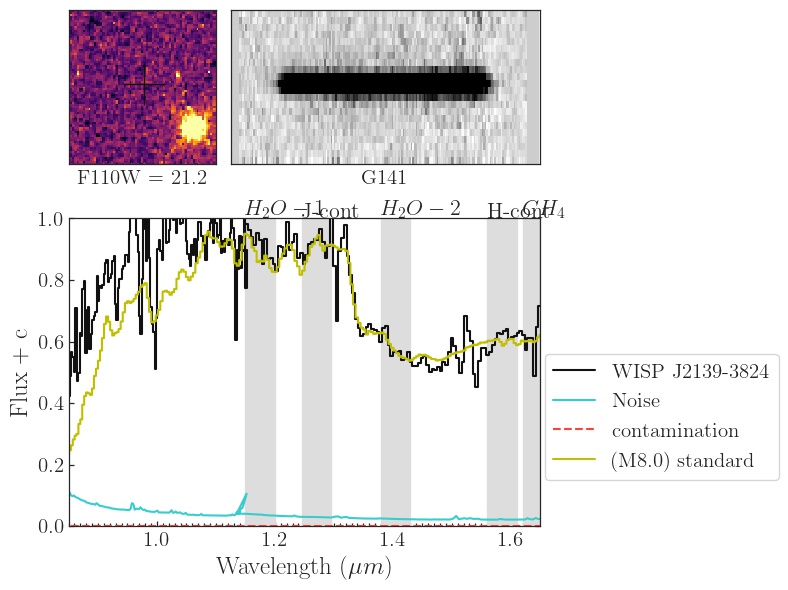 F110W = 21.2
G141
H₂O − 1
J-cont
H₂O − 2
H-cont
CH₄
1.0
0.8
0.6
0.4
0.2
0.0
Flux + c
1.0
1.2
1.4
1.6
Wavelength (μm)
WISP J2139-3824
Noise
contamination
(M8.0) standard